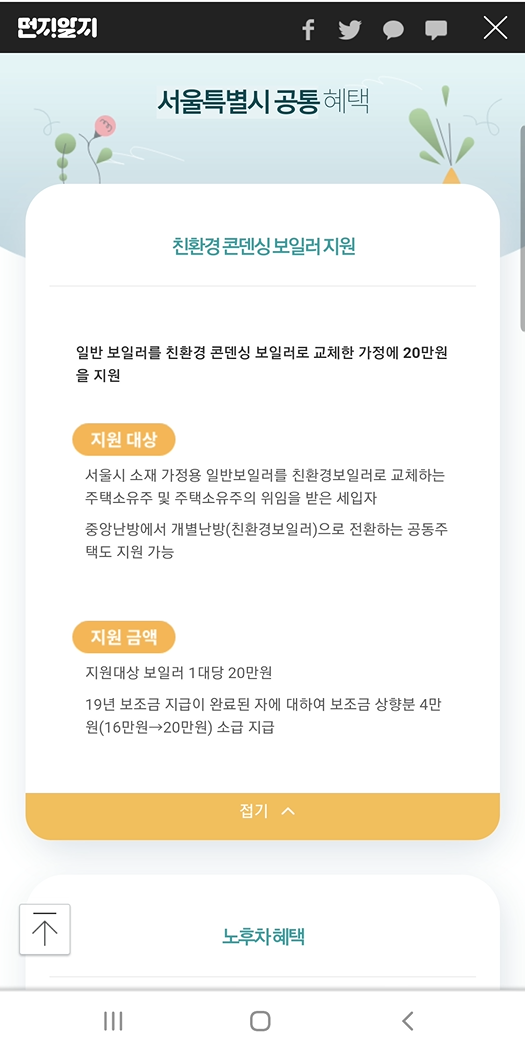 먼지알지
서울특별시 공통 혜택
친환경 콘덴싱 보일러 지원
일반 보일러를 친환경 콘덴싱 보일러로 교체한 가정에 20만원
을 지원
지원 대상
서울시 소재 가정용 일반보일러를 친환경보일러로 교체하는
주택소유주 및 주택소유주의 위임을 받은 세입자
중앙난방에서 개별난방(친환경보일러)으로 전환하는 공동주
택도 지원 가능
지원 금액
지원대상 보일러 1대당 20만원
19년 보조금 지급이 완료된 자에 대하여 보조금 상향분 4만
원(16만원→20만원) 소급 지급
접기
노후차 혜택